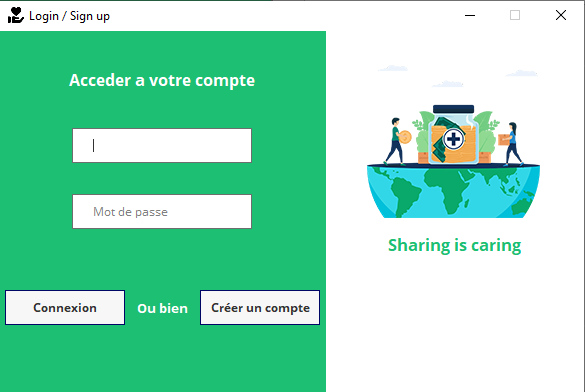 Login / Sign up
Acceder a votre compte
Mot de passe
Connexion
Ou bien
Créer un compte
Sharing is caring